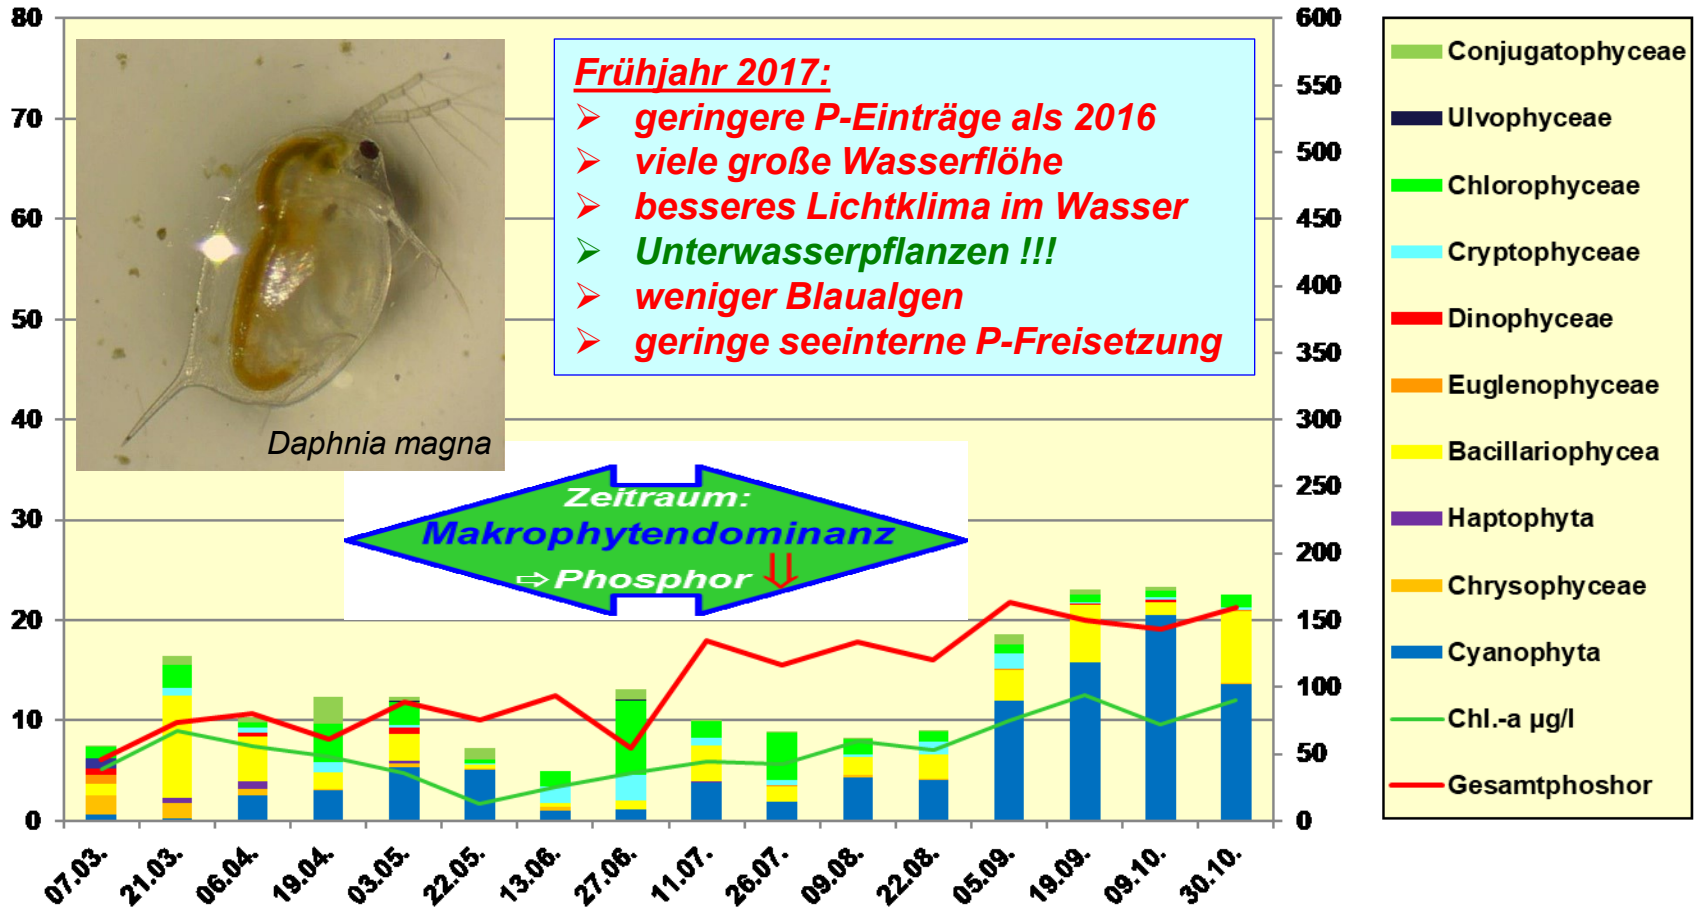 80
70
60
50
40
30
20
10
0
Daphnia magna
Frühjahr 2017:
➢ geringere P-Einträge als 2016
➢ viele große Wasserflöhe
➢ besseres Lichtklima im Wasser
➢ Unterwasserpflanzen !!!
➢ weniger Blaualgen
➢ geringe seeinterne P-Freisetzung
Zeitraum:
Makrophytendominanz
⇨ Phosphor ⇓
600
550
500
450
400
350
300
250
200
150
100
50
0
07.03.
21.03.
06.04.
19.04.
03.05.
22.05.
13.06.
27.06.
11.07.
26.07.
09.08.
22.08.
05.09.
19.09.
09.10.
30.10.
Conjugatophyceae
Ulvophyceae
Chlorophyceae
Cryptophyceae
Dinophyceae
Euglenophyceae
Bacillariophycea
Haptophyta
Chrysophyceae
Cyanophyta
Chl.-a µg/l
Gesamtphoshor